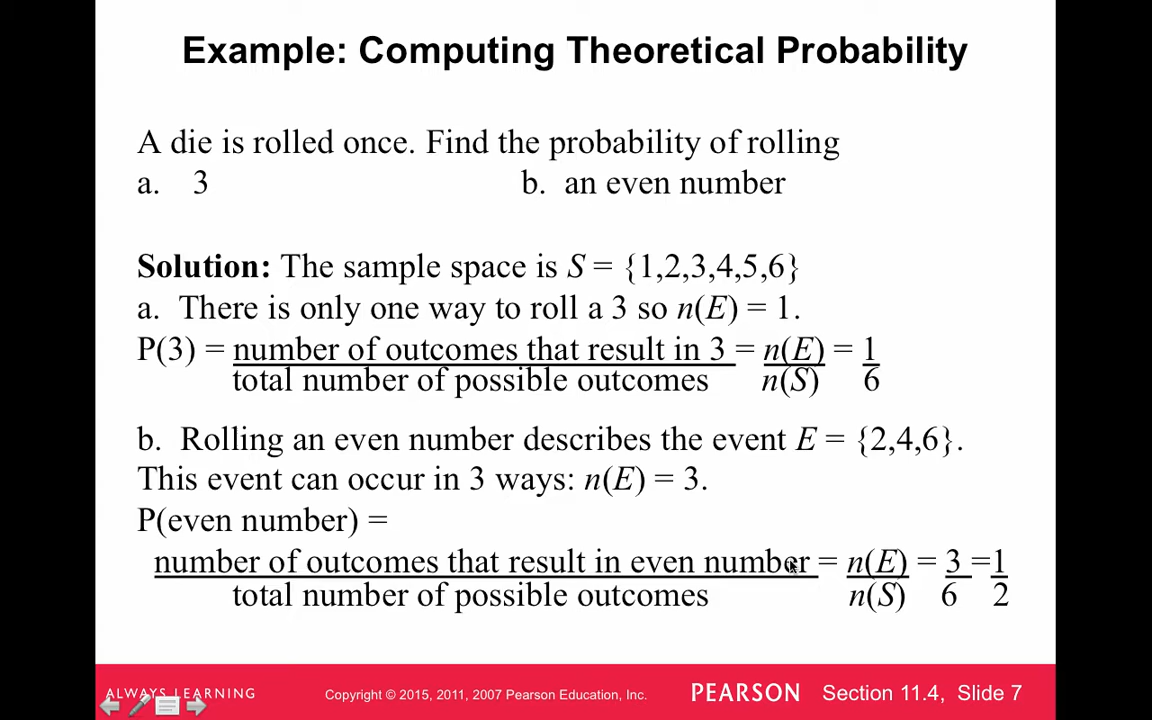 Example: Computing Theoretical Probability
A die is rolled once. Find the probability of rolling
a. 3 b. an even number
Solution: The sample space is S = {1,2,3,4,5,6}
a. There is only one way to roll a 3 so n(E) = 1.
P(3) = number of outcomes that result in 3 = n(E) = 1
total number of possible outcomes n(S) 6
b. Rolling an even number describes the event E = {2,4,6}.
This event can occur in 3 ways: n(E) = 3.
P(even number) =
number of outcomes that result in even number = n(E) = 3 =1
total number of possible outcomes n(S) 6 2
ALWAYS LEARNING Copyright © 2015, 2011, 2007 Pearson Education, Inc. PEARSON Section 11.4, Slide 7